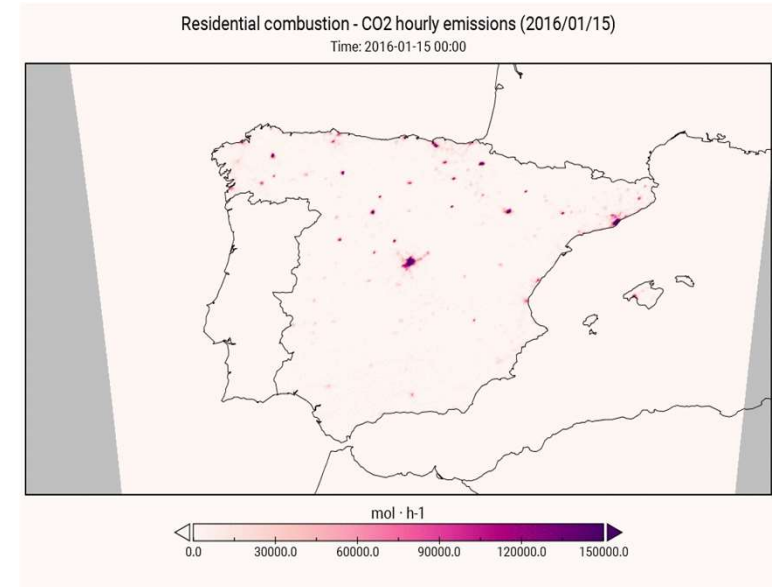 Residential combustion - CO2 hourly emissions (2016/01/15)
Time: 2016-01-15 00:00
mol · h-1
0.0 30000.0 60000.0 90000.0 120000.0 150000.0